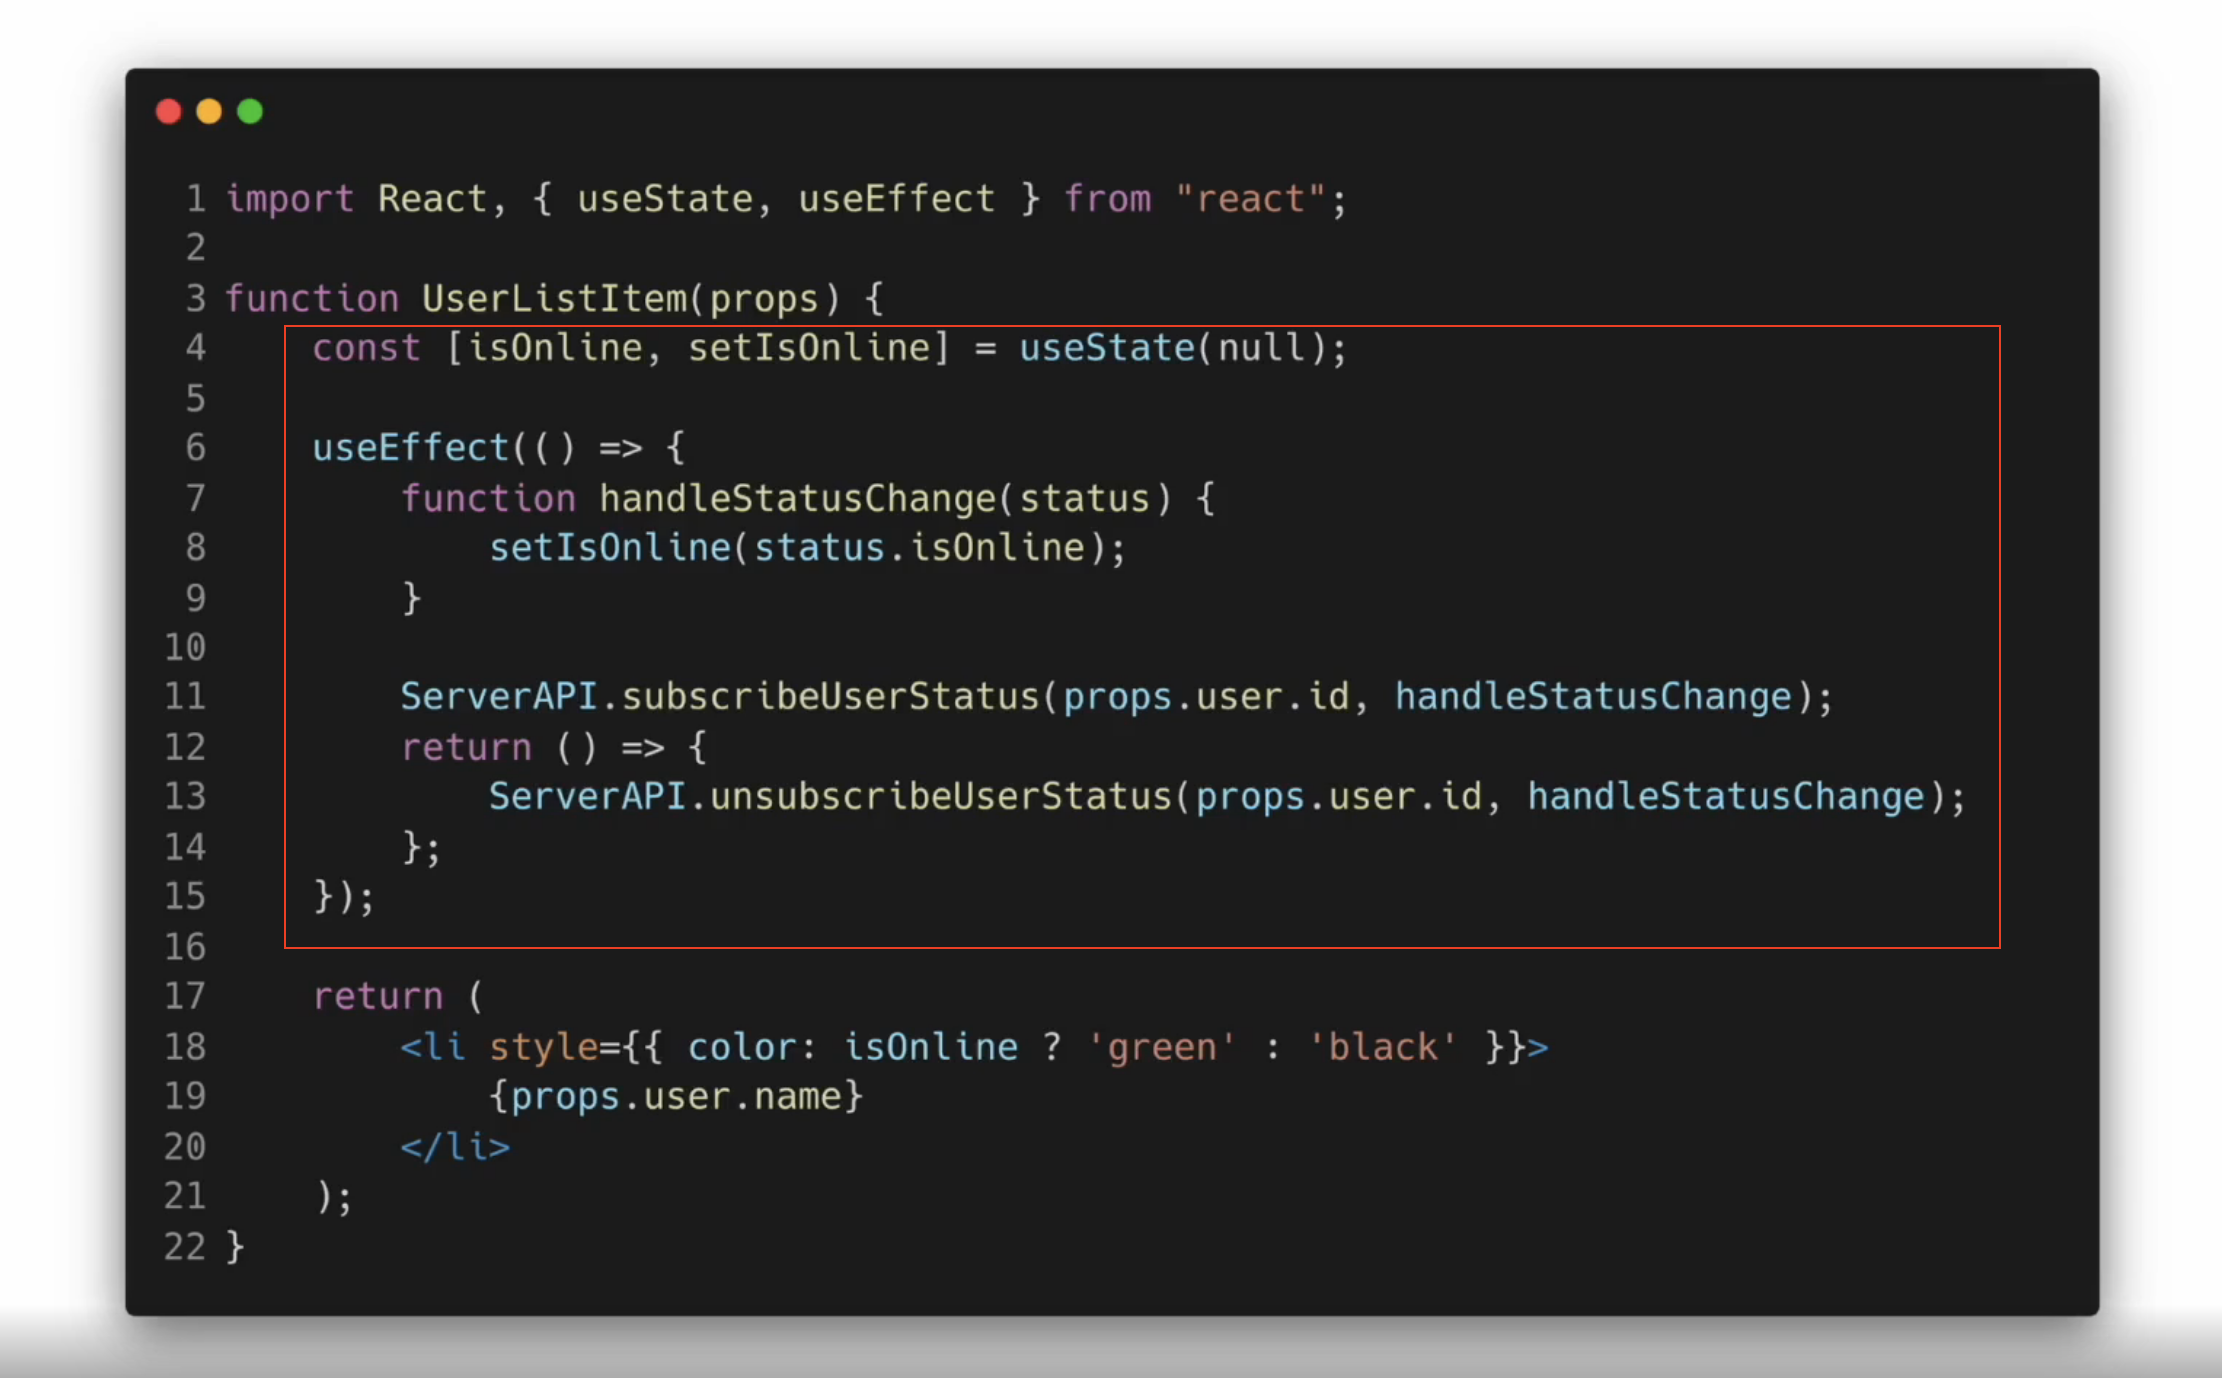 1 import React, { useState, useEffect } from "react";
2
3 function UserListItem(props) {
4     const [isOnline, setIsOnline] = useState(null);
5
6     useEffect(() => {
7         function handleStatusChange(status) {
8             setIsOnline(status.isOnline);
9         }
10
11         ServerAPI.subscribeUserStatus(props.user.id, handleStatusChange);
12         return () => {
13             ServerAPI.unsubscribeUserStatus(props.user.id, handleStatusChange);
14         };
15     });
16
17     return (
18         <li style={{ color: isOnline ? 'green' : 'black' }}>
19             {props.user.name}
20         </li>
21     );
22 }